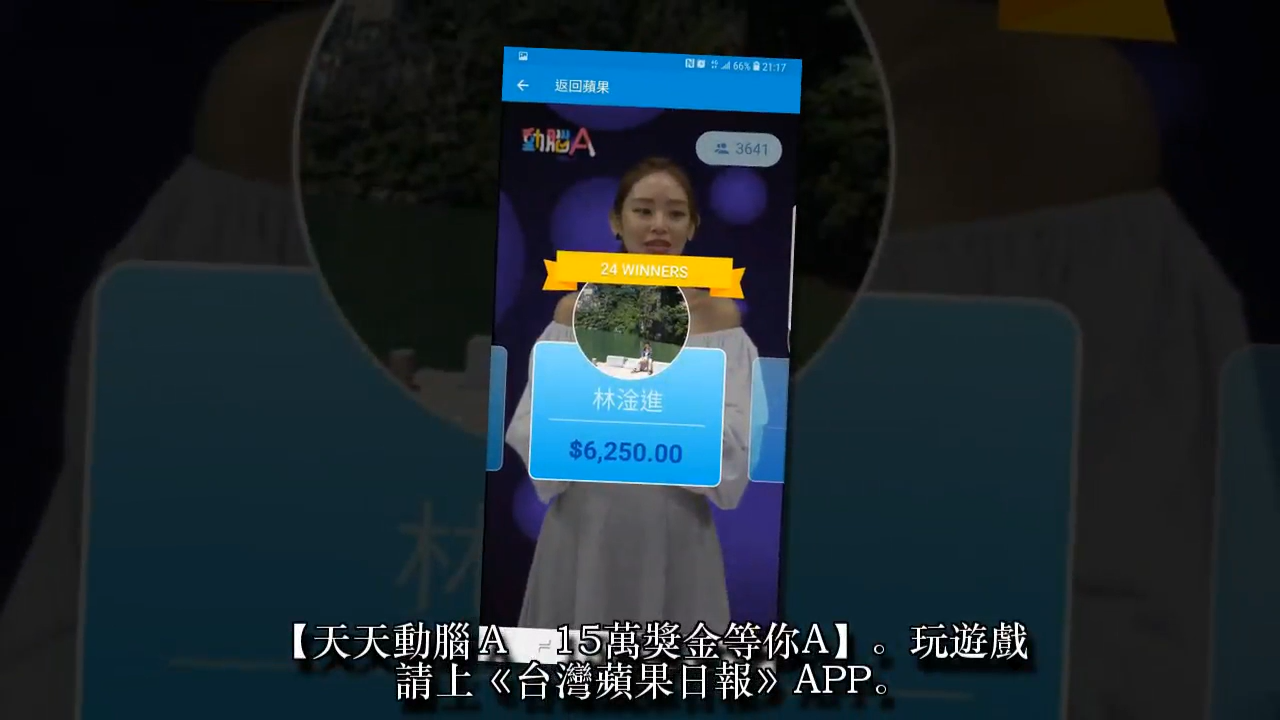 66% 21:17
返回蘋果
動腦A
3641
24 WINNERS
林淦進
$6,250.00
林
【天天動腦A -15萬獎金等你A】。玩遊戲
請上《台灣蘋果日報》APP。